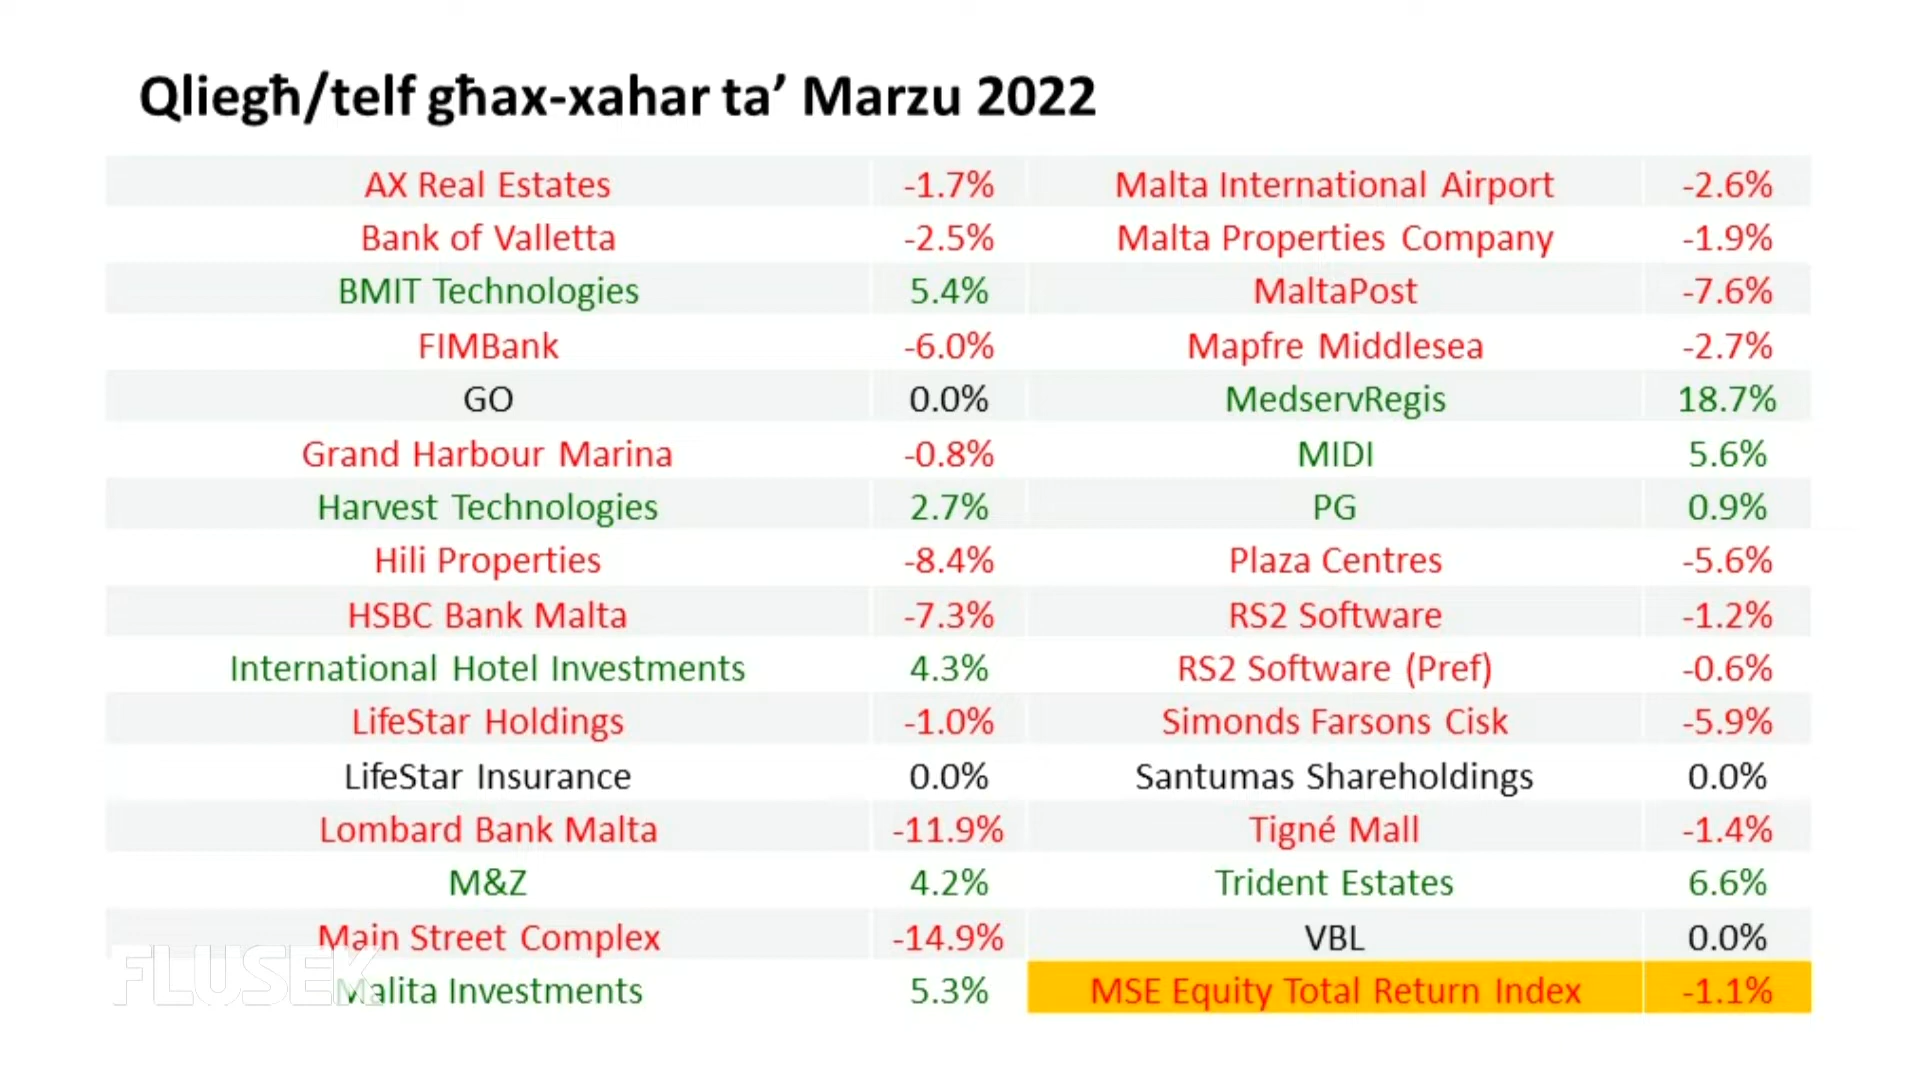 Qliegħ/telf għax-xahar ta’ Marzu 2022
AX Real Estates -1.7% Malta International Airport -2.6%
Bank of Valletta -2.5% Malta Properties Company -1.9%
BMIT Technologies 5.4% MaltaPost -7.6%
FIMBank -6.0% Mapfre Middlesea -2.7%
GO 0.0% MedservRegis 18.7%
Grand Harbour Marina -0.8% MIDI 5.6%
Harvest Technologies 2.7% PG 0.9%
Hili Properties -8.4% Plaza Centres -5.6%
HSBC Bank Malta -7.3% RS2 Software -1.2%
International Hotel Investments 4.3% RS2 Software (Pref) -0.6%
LifeStar Holdings -1.0% Simonds Farsons Cisk -5.9%
LifeStar Insurance 0.0% Santumas Shareholdings 0.0%
Lombard Bank Malta -11.9% Tigné Mall -1.4%
M&Z 4.2% Trident Estates 6.6%
Main Street Complex -14.9% VBL 0.0%
Malita Investments 5.3% MSE Equity Total Return Index -1.1%
FLUSEK